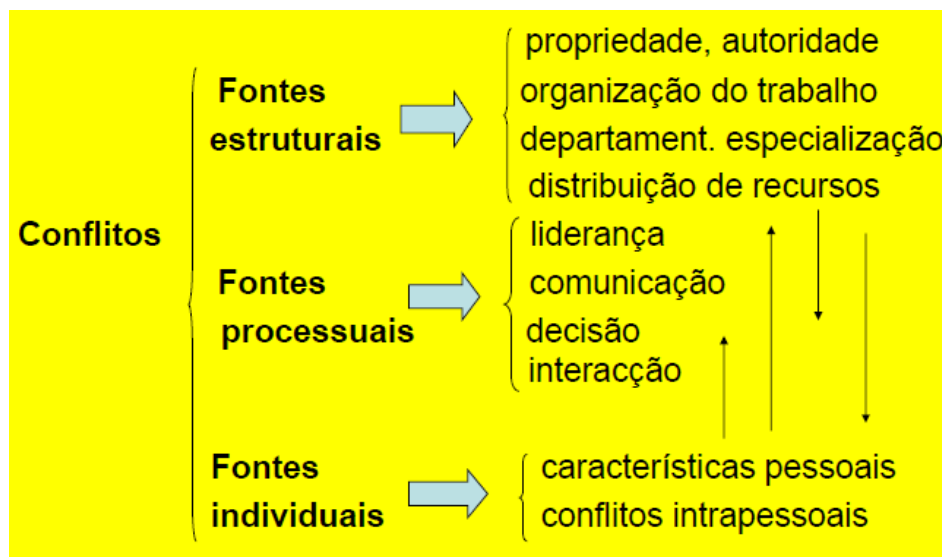 Conflitos
Fontes
estruturais
propriedade, autoridade
organização do trabalho
departament. especialização
distribuição de recursos
Fontes
processuais
liderança
comunicação
decisão
interacção
Fontes
individuais
características pessoais
conflitos intrapessoais